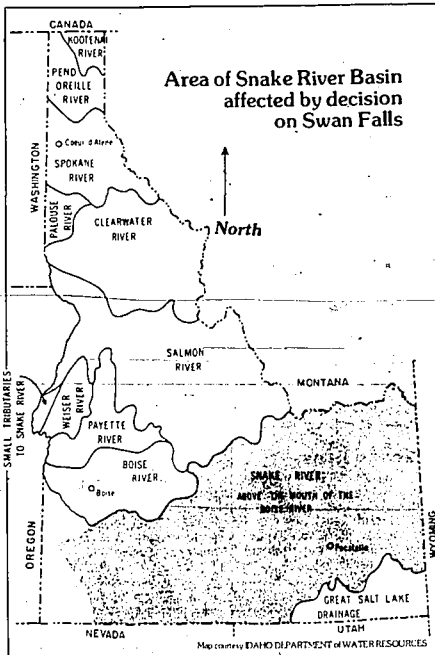 CANADA
KOOTENAI
RIVER
PEND
OREILLE
RIVER
Area of Snake River Basin
affected by decision
on Swan Falls
Coeur d'Alene
SPOKANE
RIVER
WASHINGTON
PALOUSE
RIVER
CLEARWATER
RIVER
North
SALMON
RIVER
MONTANA
SMALL TRIBUTARIES
TO SNAKE RIVER
WEISER
RIVER
PAYETTE
RIVER
BOISE
RIVER
Boise
SNAKE RIVER
ABOVE THE MOUTH OF THE
BOISE RIVER
Pocatello
OREGON
WYOMING
GREAT SALT LAKE
DRAINAGE
NEVADA
UTAH
Map courtesy IDAHO DEPARTMENT of WATER RESOURCES